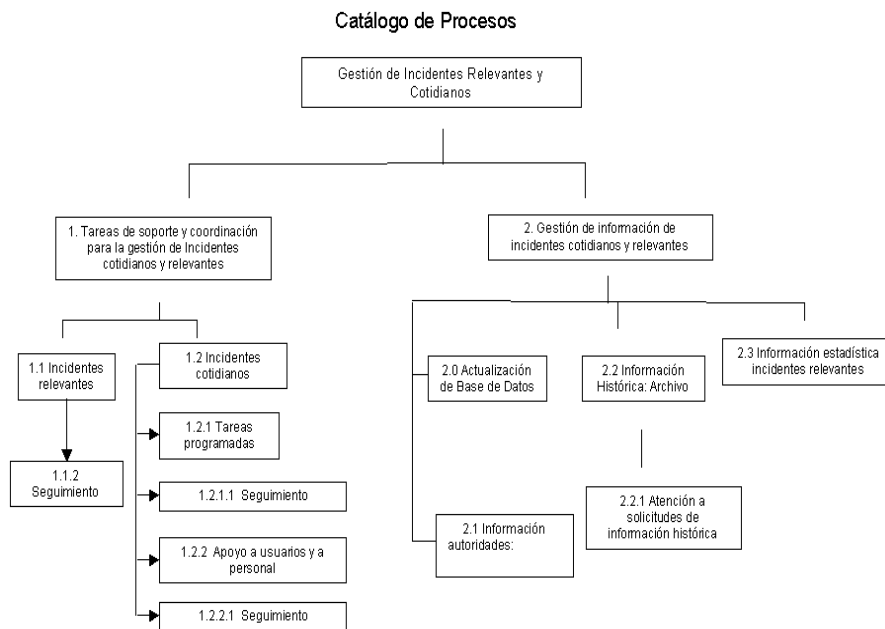 Catálogo de Procesos
Gestión de Incidentes Relevantes y
Cotidianos
1. Tareas de soporte y coordinación
para la gestión de Incidentes
cotidianos y relevantes
2. Gestión de información de
incidentes cotidianos y relevantes
1.1 Incidentes
relevantes
1.2 Incidentes
cotidianos
1.2.1 Tareas
programadas
1.1.2
Seguimiento
1.2.1.1 Seguimiento
1.2.2 Apoyo a usuarios y a
personal
1.2.2.1 Seguimiento
2.0 Actualización
de Base de Datos
2.2 Información
Histórica: Archivo
2.3 Información estadística
incidentes relevantes
2.1 Información
autoridades:
2.2.1 Atención a
solicitudes de
información histórica